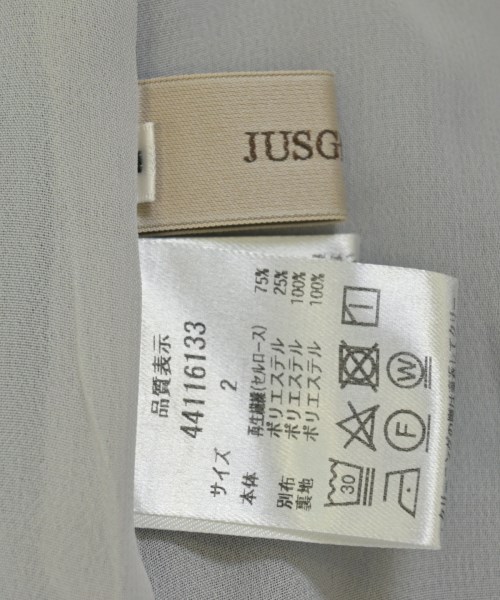 JUSG
品質表示
44116133
サイズ 2
本体 再生繊維(セルロース) 75%
ポリエステル 25%
別布 ポリエステル 100%
裏地 ポリエステル 100%
30
F
W